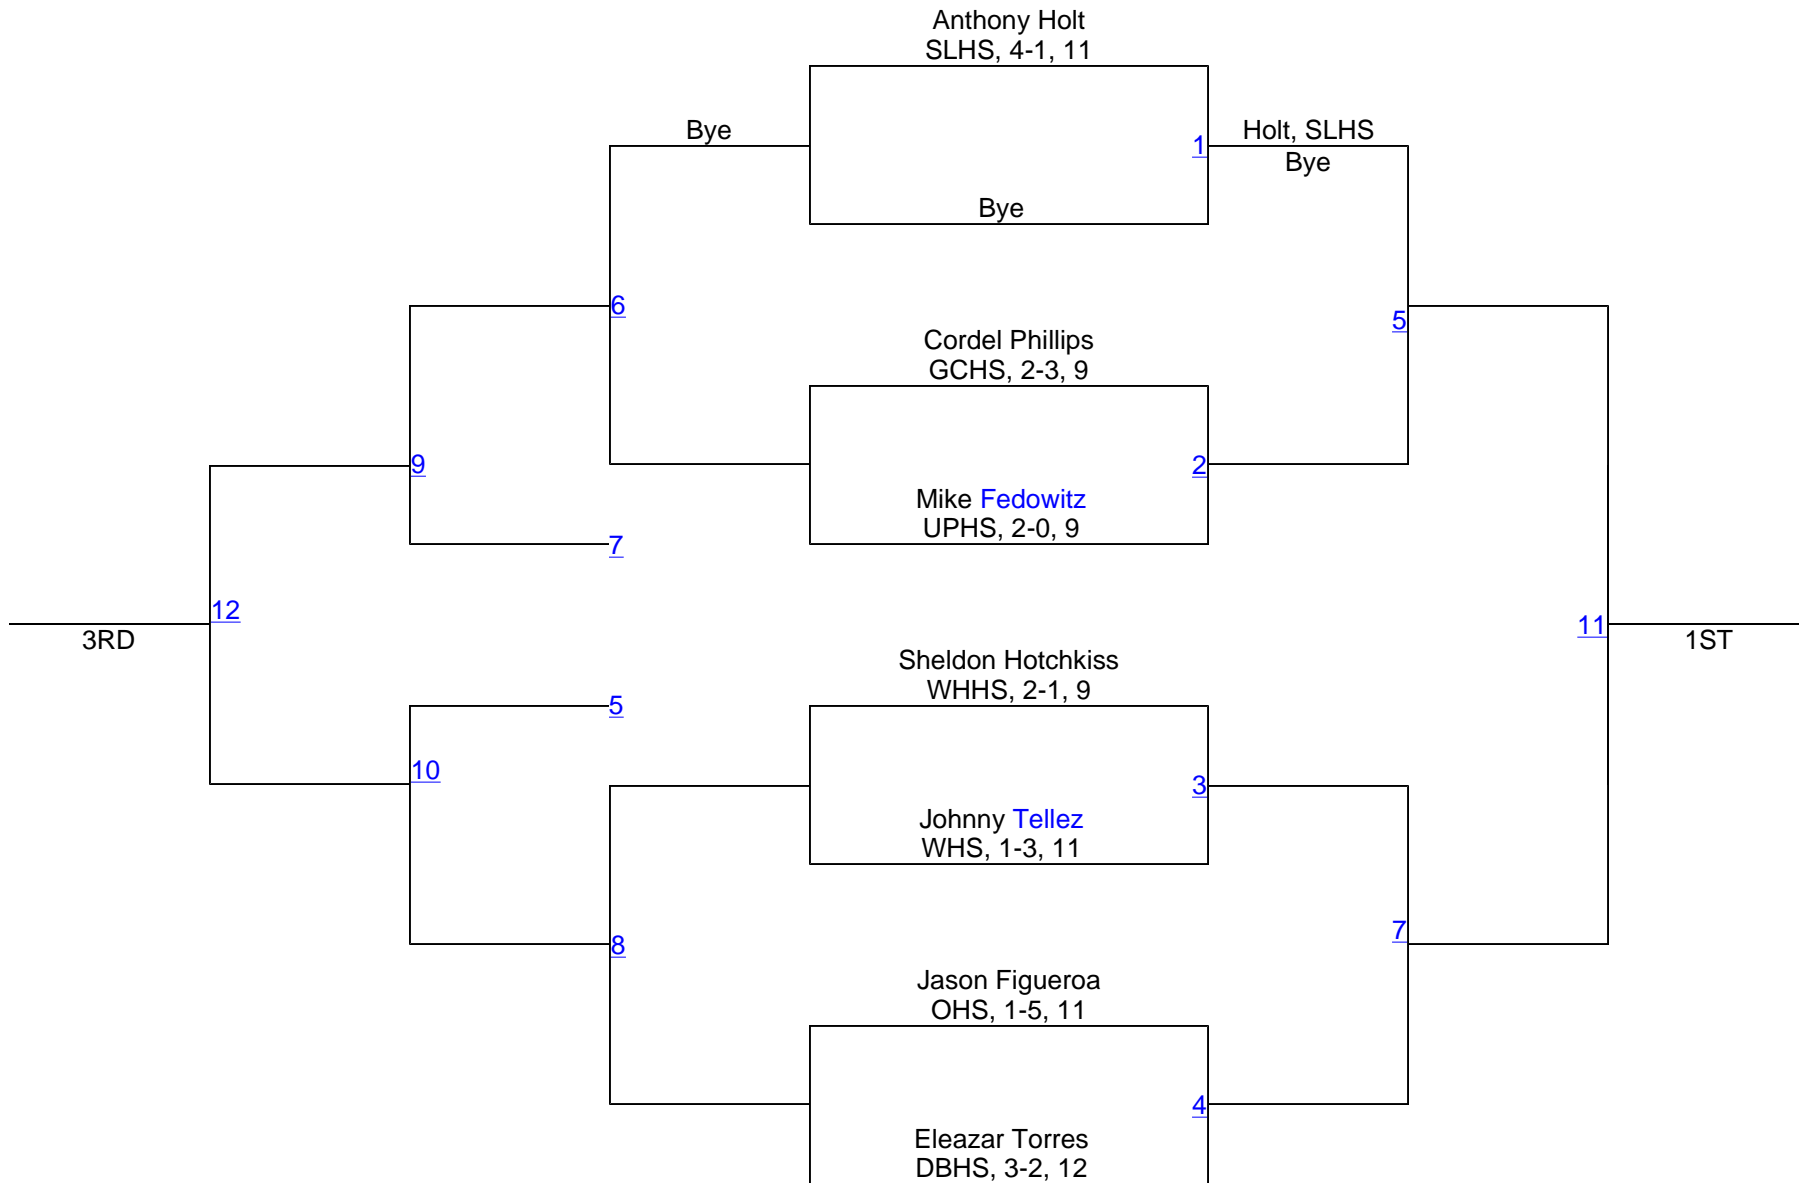 Anthony Holt
SLHS, 4-1, 11
Bye
1
Holt, SLHS
Bye
Bye
6
5
Cordel Phillips
GCHS, 2-3, 9
9
2
Mike Fedowitz
UPHS, 2-0, 9
7
12
3RD
11
1ST
Sheldon Hotchkiss
WHHS, 2-1, 9
5
10
3
Johnny Tellez
WHS, 1-3, 11
8
7
Jason Figueroa
OHS, 1-5, 11
4
Eleazar Torres
DBHS, 3-2, 12